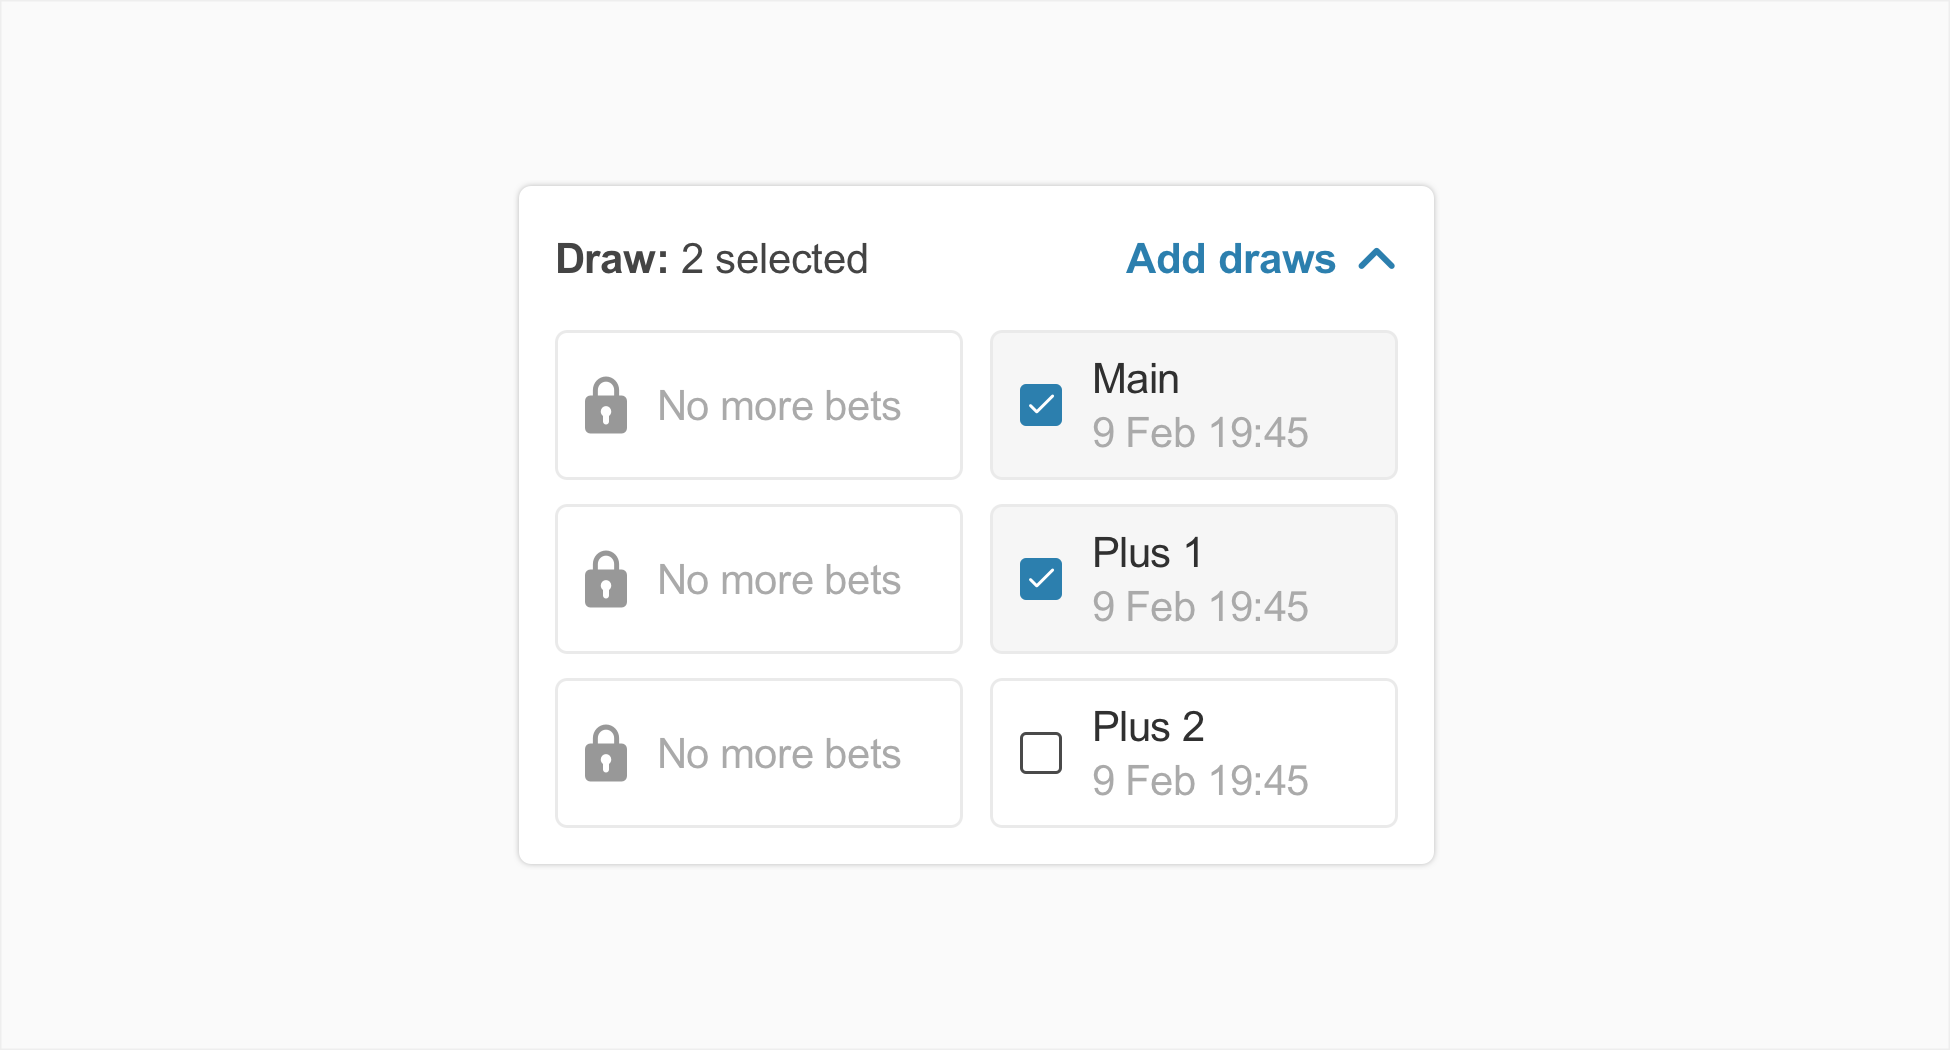 Draw: 2 selected
Add draws
No more bets
Main
9 Feb 19:45
No more bets
Plus 1
9 Feb 19:45
No more bets
Plus 2
9 Feb 19:45